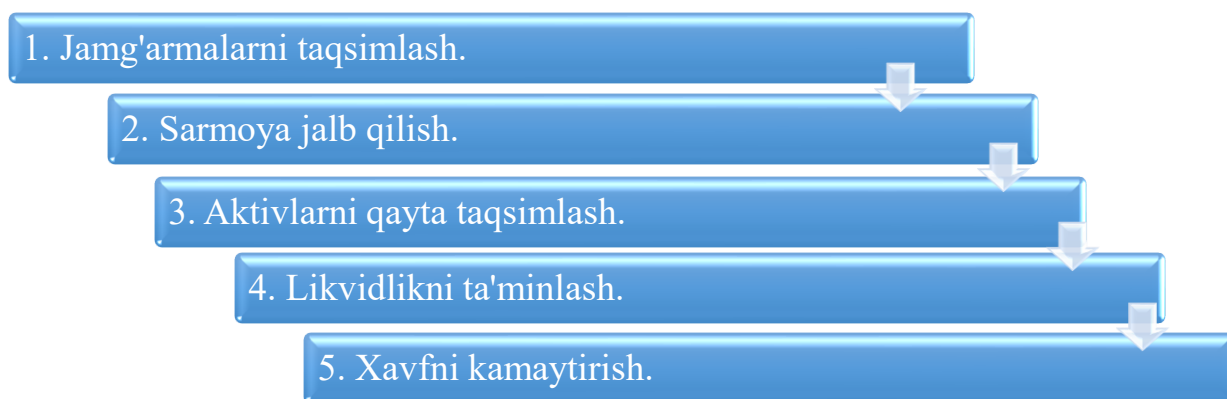 1. Jamg'armalarni taqsimlash.
2. Sarmoya jalb qilish.
3. Aktivlarni qayta taqsimlash.
4. Likvidlikni ta'minlash.
5. Xavfni kamaytirish.